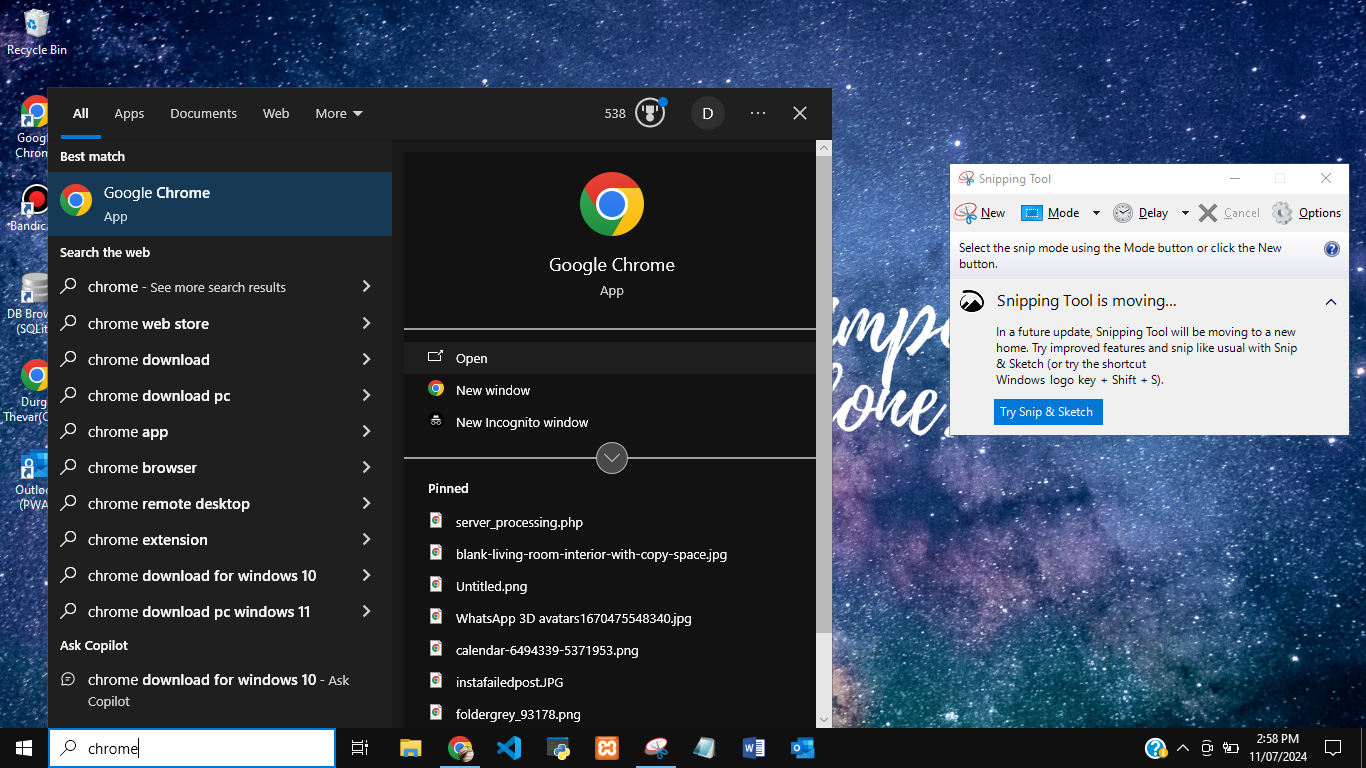 Recycle Bin
Google
Chrome
Bandic
DB Brow
(SQLit
Durg
Thevar(C
Outloo
(PWA
All Apps Documents Web More 538 D
Best match
Google Chrome
App
Search the web
chrome - See more search results
chrome web store
chrome download
chrome download pc
chrome app
chrome browser
chrome remote desktop
chrome extension
chrome download for windows 10
chrome download pc windows 11
Ask Copilot
chrome download for windows 10 - Ask
Copilot
Google Chrome
App
Open
New window
New Incognito window
Pinned
server_processing.php
blank-living-room-interior-with-copy-space.jpg
Untitled.png
WhatsApp 3D avatars1670475548340.jpg
calendar-6494339-5371953.png
instafailedpost.JPG
foldergrey_93178.png
Snipping Tool
New Mode Delay Cancel Options
Select the snip mode using the Mode button or click the New
button.
Snipping Tool is moving...
In a future update, Snipping Tool will be moving to a new
home. Try improved features and snip like usual with Snip
& Sketch (or try the shortcut
Windows logo key + Shift + S).
Try Snip & Sketch
one.
chrome
2:58 PM
11/07/2024